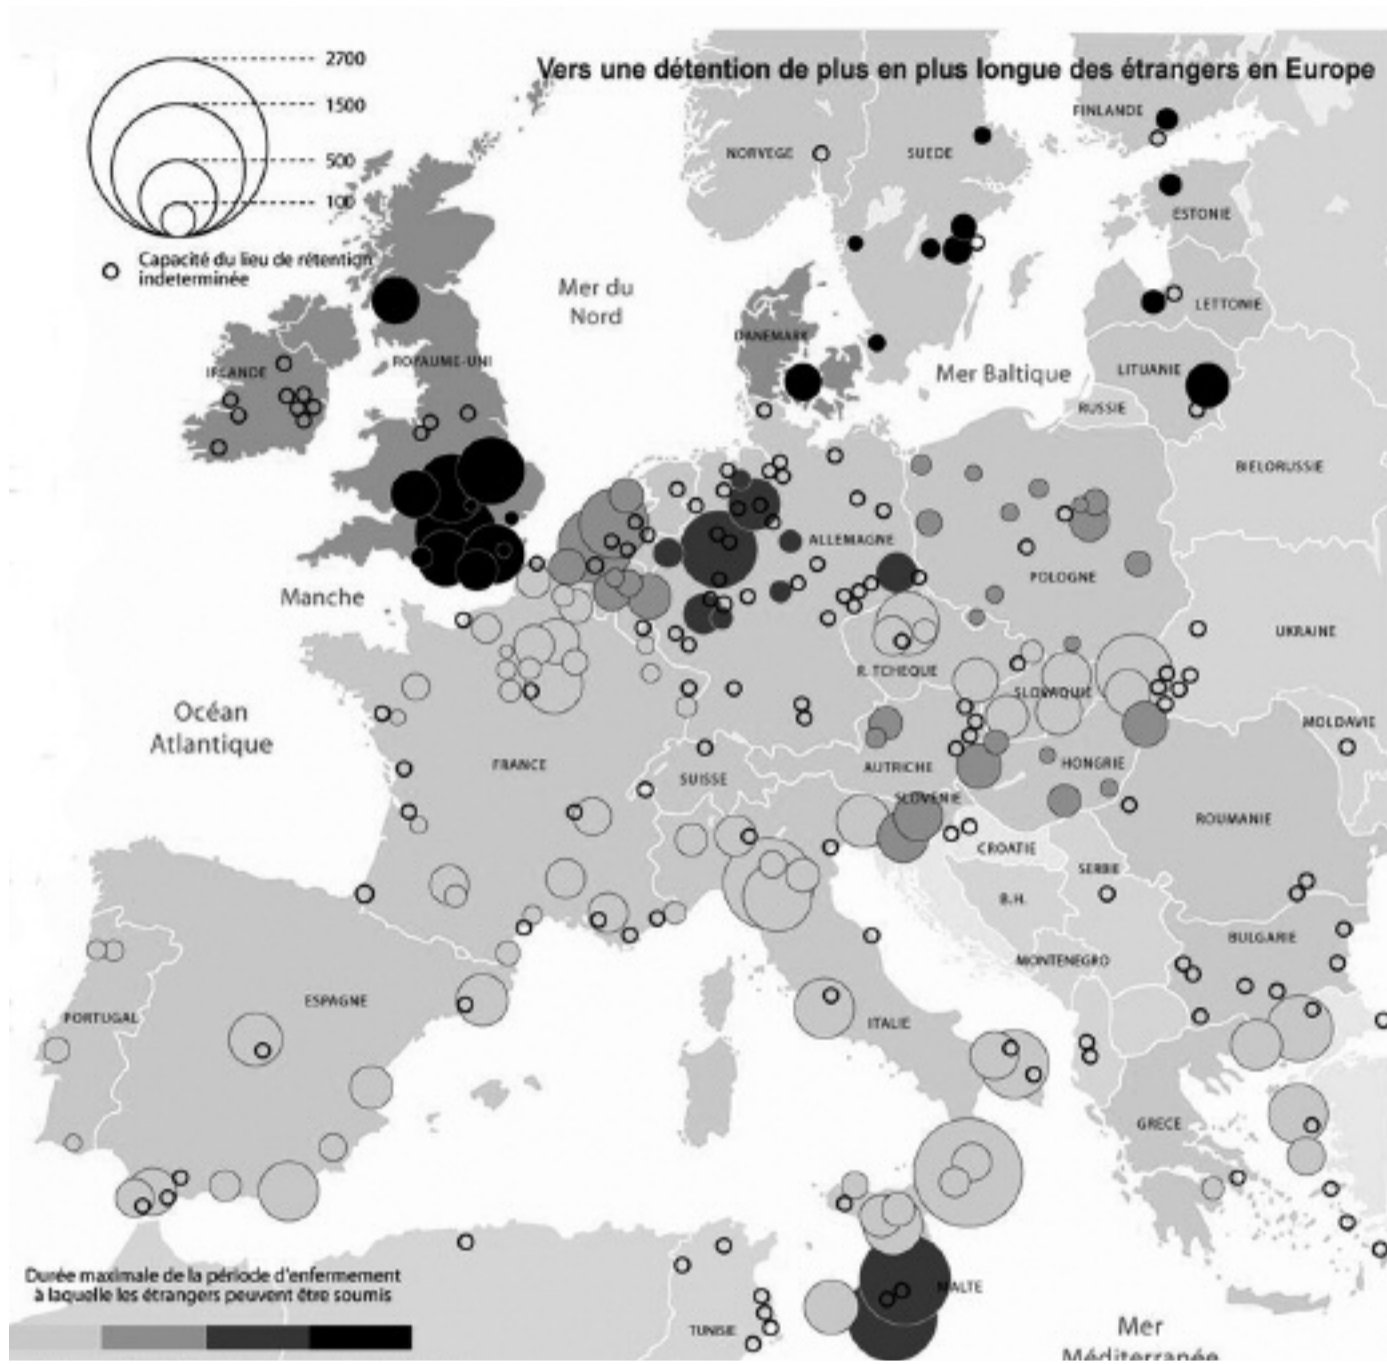 Vers une détention de plus en plus longue des étrangers en Europe
2700
1500
500
100
Capacité du lieu de rétention
indeterminée
FINLANDE
NORVEGE
SUEDE
ESTONIE
Mer du
Nord
LETTONIE
DANEMARK
ROYAUME-UNI
IRLANDE
Mer Baltique
LITUANIE
RUSSIE
BIELORUSSIE
ALLEMAGNE
POLOGNE
Manche
UKRAINE
R. TCHEQUE
SLOVAQUIE
Océan
Atlantique
MOLDAVIE
FRANCE
SUISSE
AUTRICHE
HONGRIE
SLOVENIE
ROUMANIE
CROATIE
SERBIE
B.H.
BULGARIE
MONTENEGRO
ESPAGNE
PORTUGAL
ITALIE
GRECE
Durée maximale de la période d'enfermement
à laquelle les étrangers peuvent être soumis
MALTE
TUNISIE
Mer
Méditerranée